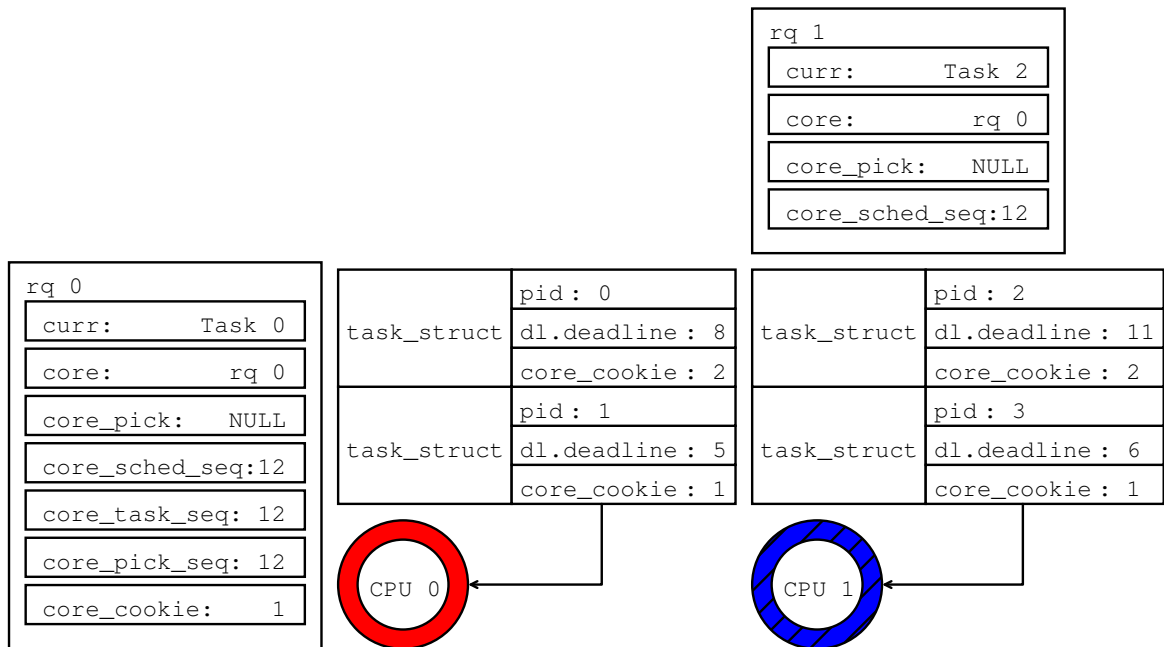 rq 1
curr: Task 2
core: rq 0
core_pick: NULL
core_sched_seq:12
rq 0
curr: Task 0
core: rq 0
core_pick: NULL
core_sched_seq:12
core_task_seq: 12
core_pick_seq: 12
core_cookie: 1
task_struct
pid : 0
dl.deadline : 8
core_cookie : 2
task_struct
pid : 1
dl.deadline : 5
core_cookie : 1
CPU 0
task_struct
pid : 2
dl.deadline : 11
core_cookie : 2
task_struct
pid : 3
dl.deadline : 6
core_cookie : 1
CPU 1